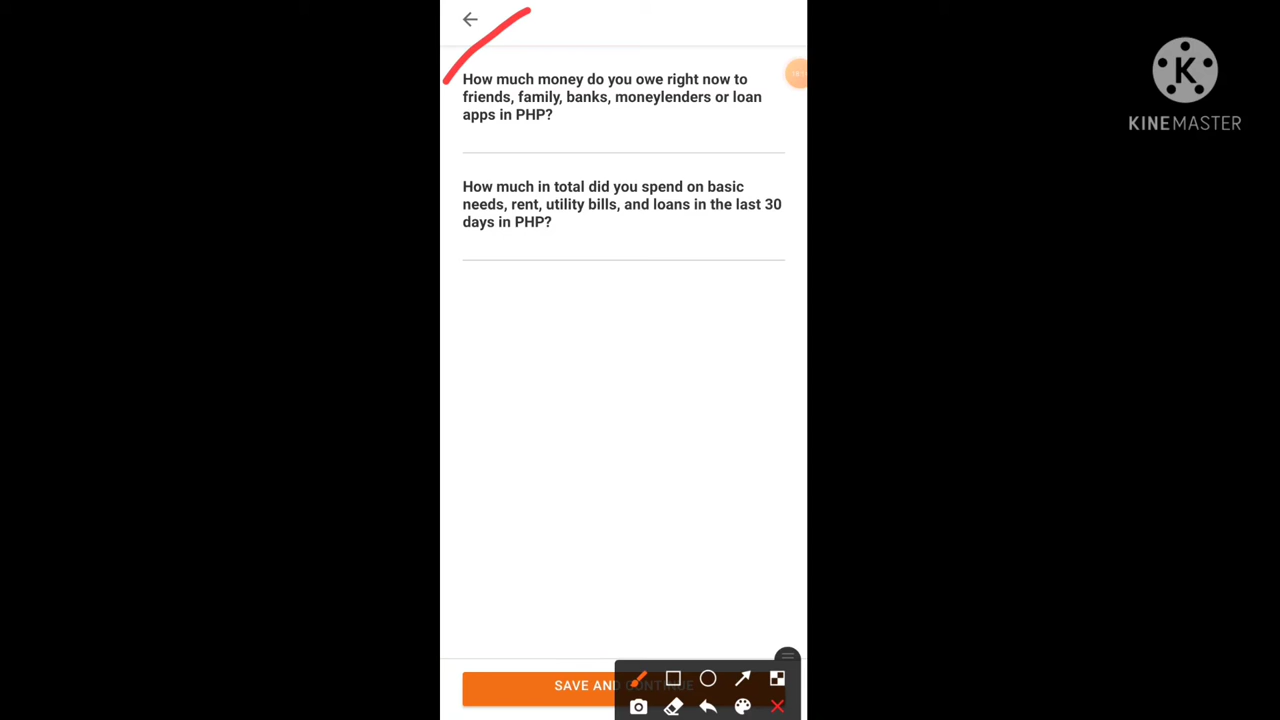 How much money do you owe right now to
friends, family, banks, moneylenders or loan
apps in PHP?
How much in total did you spend on basic
needs, rent, utility bills, and loans in the last 30
days in PHP?
SAVE AND CONTINUE
K
KINEMASTER